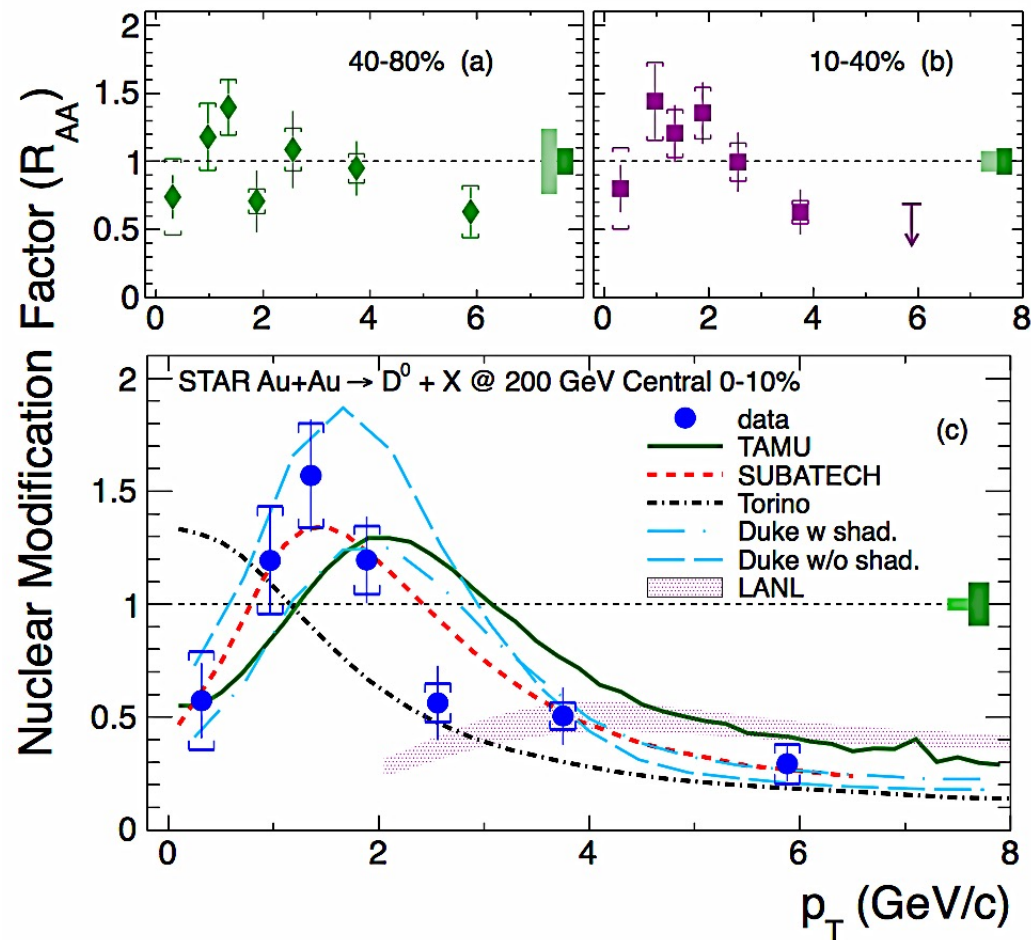 Nuclear Modification Factor (R_AA)
2
1.5
1
0.5
0
40-80% (a)
0 2 4 6
10-40% (b)
0 2 4 6 8
2
1.5
1
0.5
0
STAR Au+Au → D⁰ + X @ 200 GeV Central 0-10%
(c)
data
TAMU
SUBATECH
Torino
Duke w shad.
Duke w/o shad.
LANL
0 2 4 6 8
p_T (GeV/c)